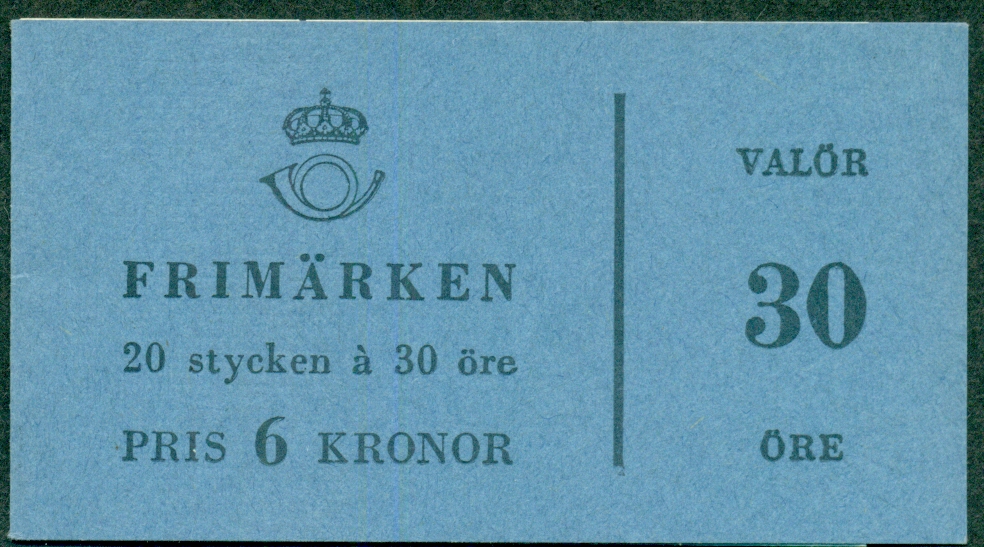 FRIMÄRKEN
20 stycken à 30 öre
PRIS 6 KRONOR
VALÖR
30
ÖRE